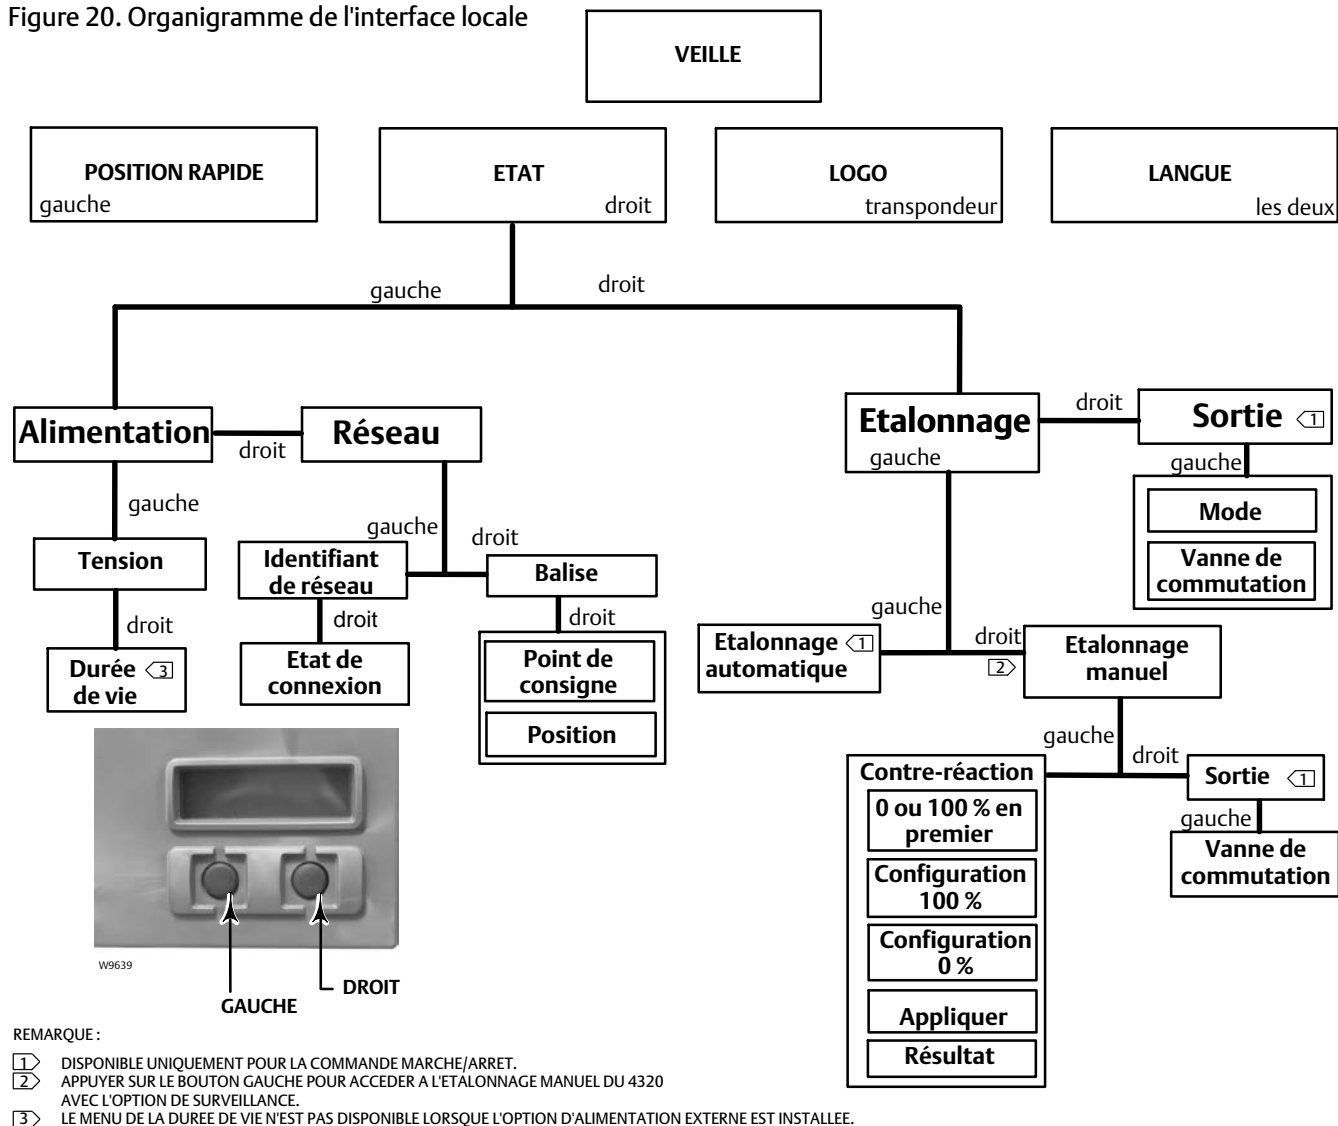 Figure 20. Organigramme de l'interface locale
VEILLE
POSITION RAPIDE
gauche
ETAT
droit
LOGO
transpondeur
LANGUE
les deux
gauche
droit
Alimentation
droit
Réseau
Etalonnage
gauche
droit
Sortie 1
gauche
Mode
Vanne de
commutation
gauche
Tension
droit
Durée 3
de vie
gauche
droit
Identifiant
de réseau
droit
Etat de
connexion
Balise
droit
Point de
consigne
Position
gauche
droit
2
Etalonnage 1
automatique
Etalonnage
manuel
gauche
droit
Contre-réaction
0 ou 100 % en
premier
Configuration
100 %
Configuration
0 %
Appliquer
Résultat
Sortie 1
gauche
Vanne de
commutation
W9639
GAUCHE
DROIT
REMARQUE :
1 DISPONIBLE UNIQUEMENT POUR LA COMMANDE MARCHE/ARRET.
2 APPUYER SUR LE BOUTON GAUCHE POUR ACCEDER A L'ETALONNAGE MANUEL DU 4320
AVEC L'OPTION DE SURVEILLANCE.
3 LE MENU DE LA DUREE DE VIE N'EST PAS DISPONIBLE LORSQUE L'OPTION D'ALIMENTATION EXTERNE EST INSTALLEE.